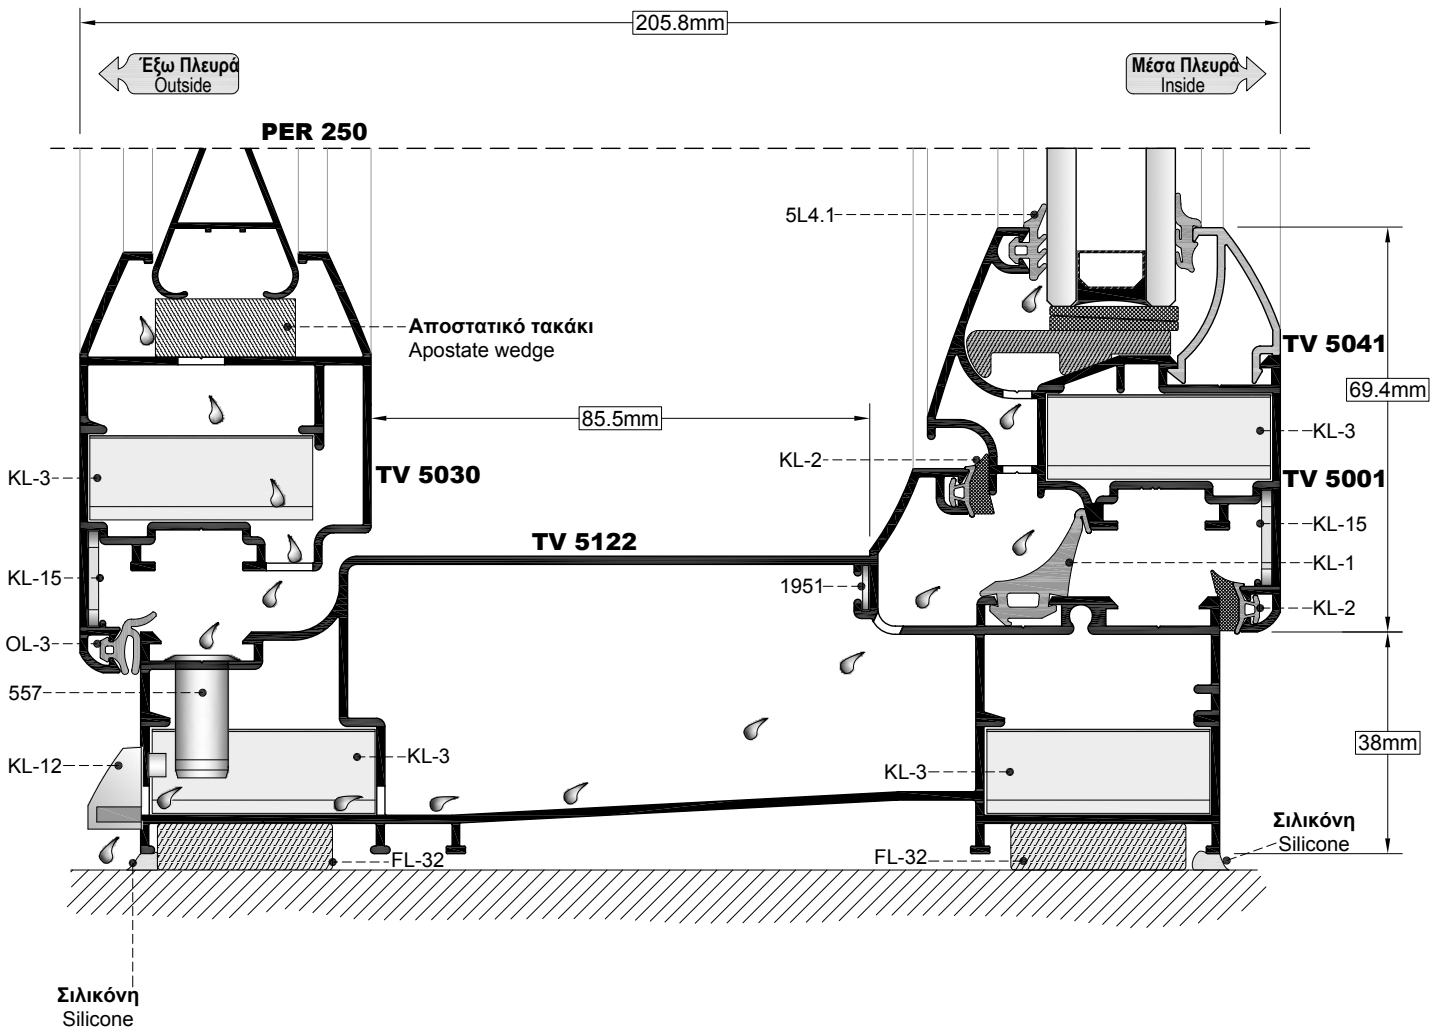 205.8mm
Έξω Πλευρά
Outside
Μέσα Πλευρά
Inside
PER 250
5L4.1
Αποστατικό τακάκι
Apostate wedge
TV 5041
69.4mm
85.5mm
KL-3
KL-2
KL-3
TV 5030
TV 5001
KL-15
TV 5122
KL-1
KL-15
1951
KL-2
OL-3
557
38mm
KL-12
KL-3
KL-3
Σιλικόνη
Silicone
FL-32
FL-32
Σιλικόνη
Silicone